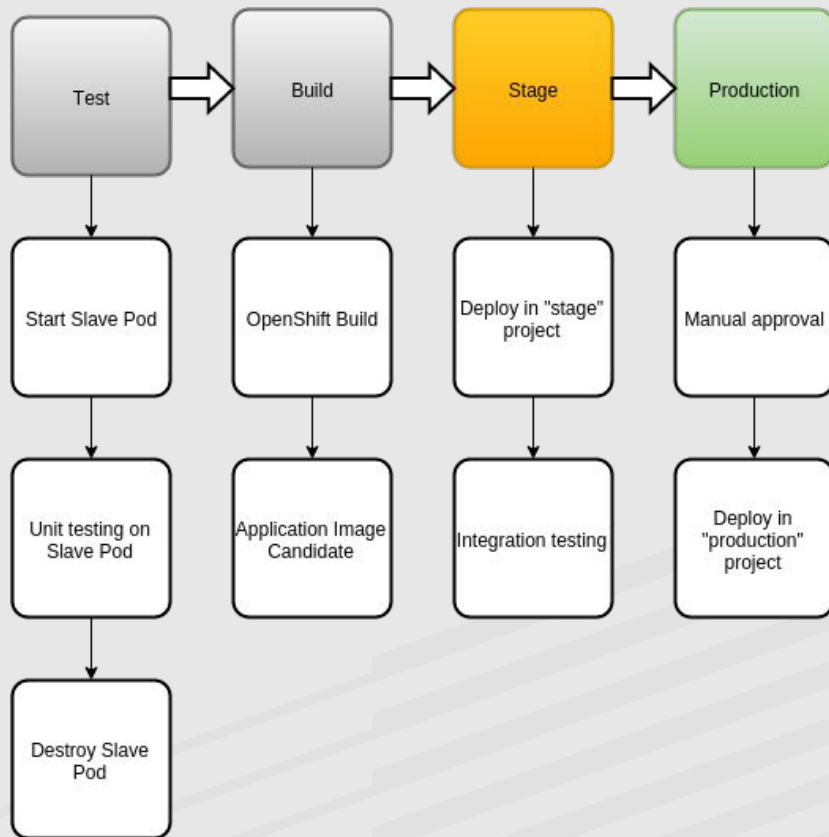 Test
Build
Stage
Production
Start Slave Pod
OpenShift Build
Deploy in "stage"
project
Manual approval
Unit testing on
Slave Pod
Application Image
Candidate
Integration testing
Deploy in
"production"
project
Destroy Slave
Pod